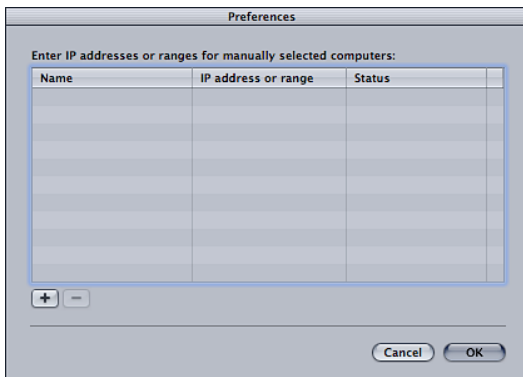 Preferences
Enter IP addresses or ranges for manually selected computers:
Name IP address or range Status
+ −
Cancel OK